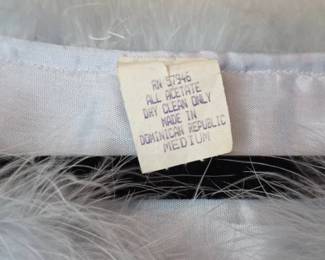 RN 57946
ALL ACETATE
DRY CLEAN ONLY
MADE IN
DOMINICAN REPUBLIC
MEDIUM